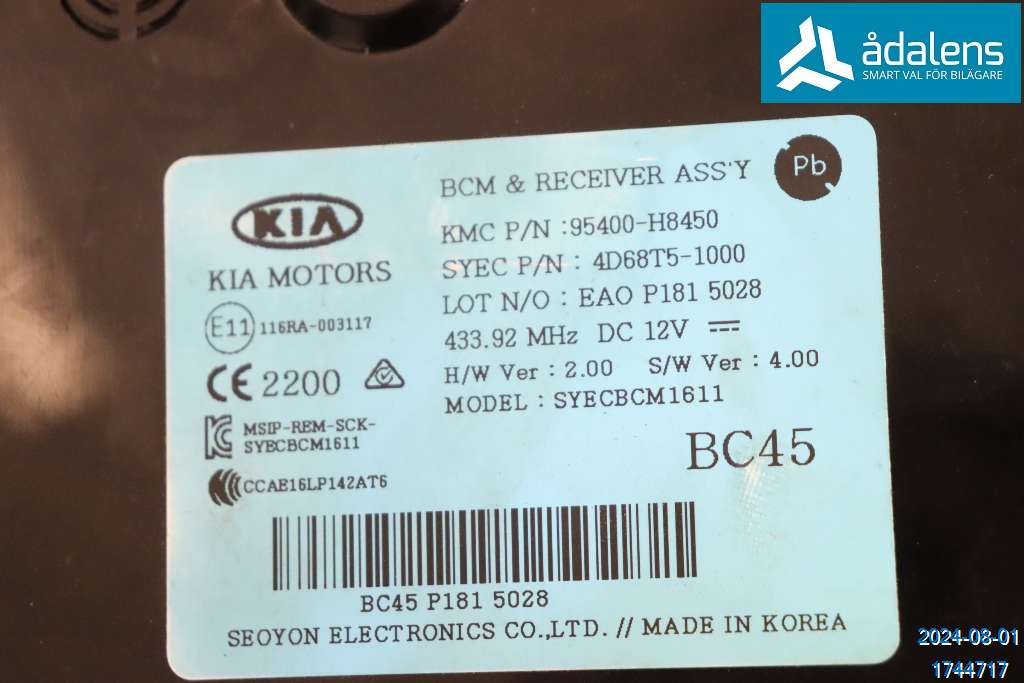 ådalens
SMART VAL FÖR BILÄGARE
Pb
KIA
KIA MOTORS
E11 116RA-003117
CE 2200
MSIP-REM-SCK-
SYECBCM1611
CCAE16LP142AT6
BCM & RECEIVER ASS'Y
KMC P/N :95400-H8450
SYEC P/N : 4D68T5-1000
LOT N/O : EAO P181 5028
433.92 MHz DC 12V
H/W Ver : 2.00 S/W Ver : 4.00
MODEL : SYECBCM1611
BC45
BC45 P181 5028
SEOYON ELECTRONICS CO.,LTD. // MADE IN KOREA
2024-08-01
1744717